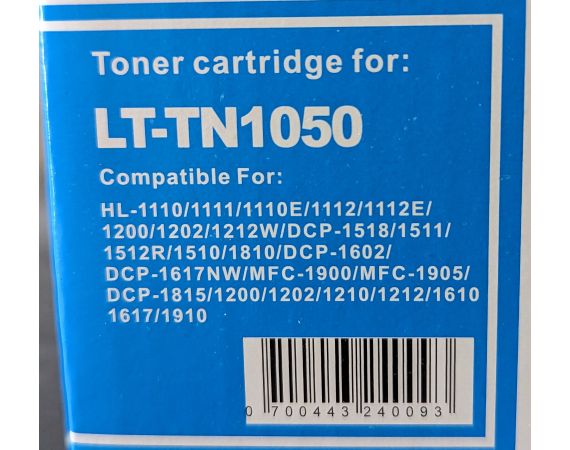 Toner cartridge for:
LT-TN1050
Compatible For:
HL-1110/1111/1110E/1112/1112E/
1200/1202/1212W/DCP-1518/1511/
1512R/1510/1810/DCP-1602/
DCP-1617NW/MFC-1900/MFC-1905/
DCP-1815/1200/1202/1210/1212/1610
1617/1910
0 700443 240093